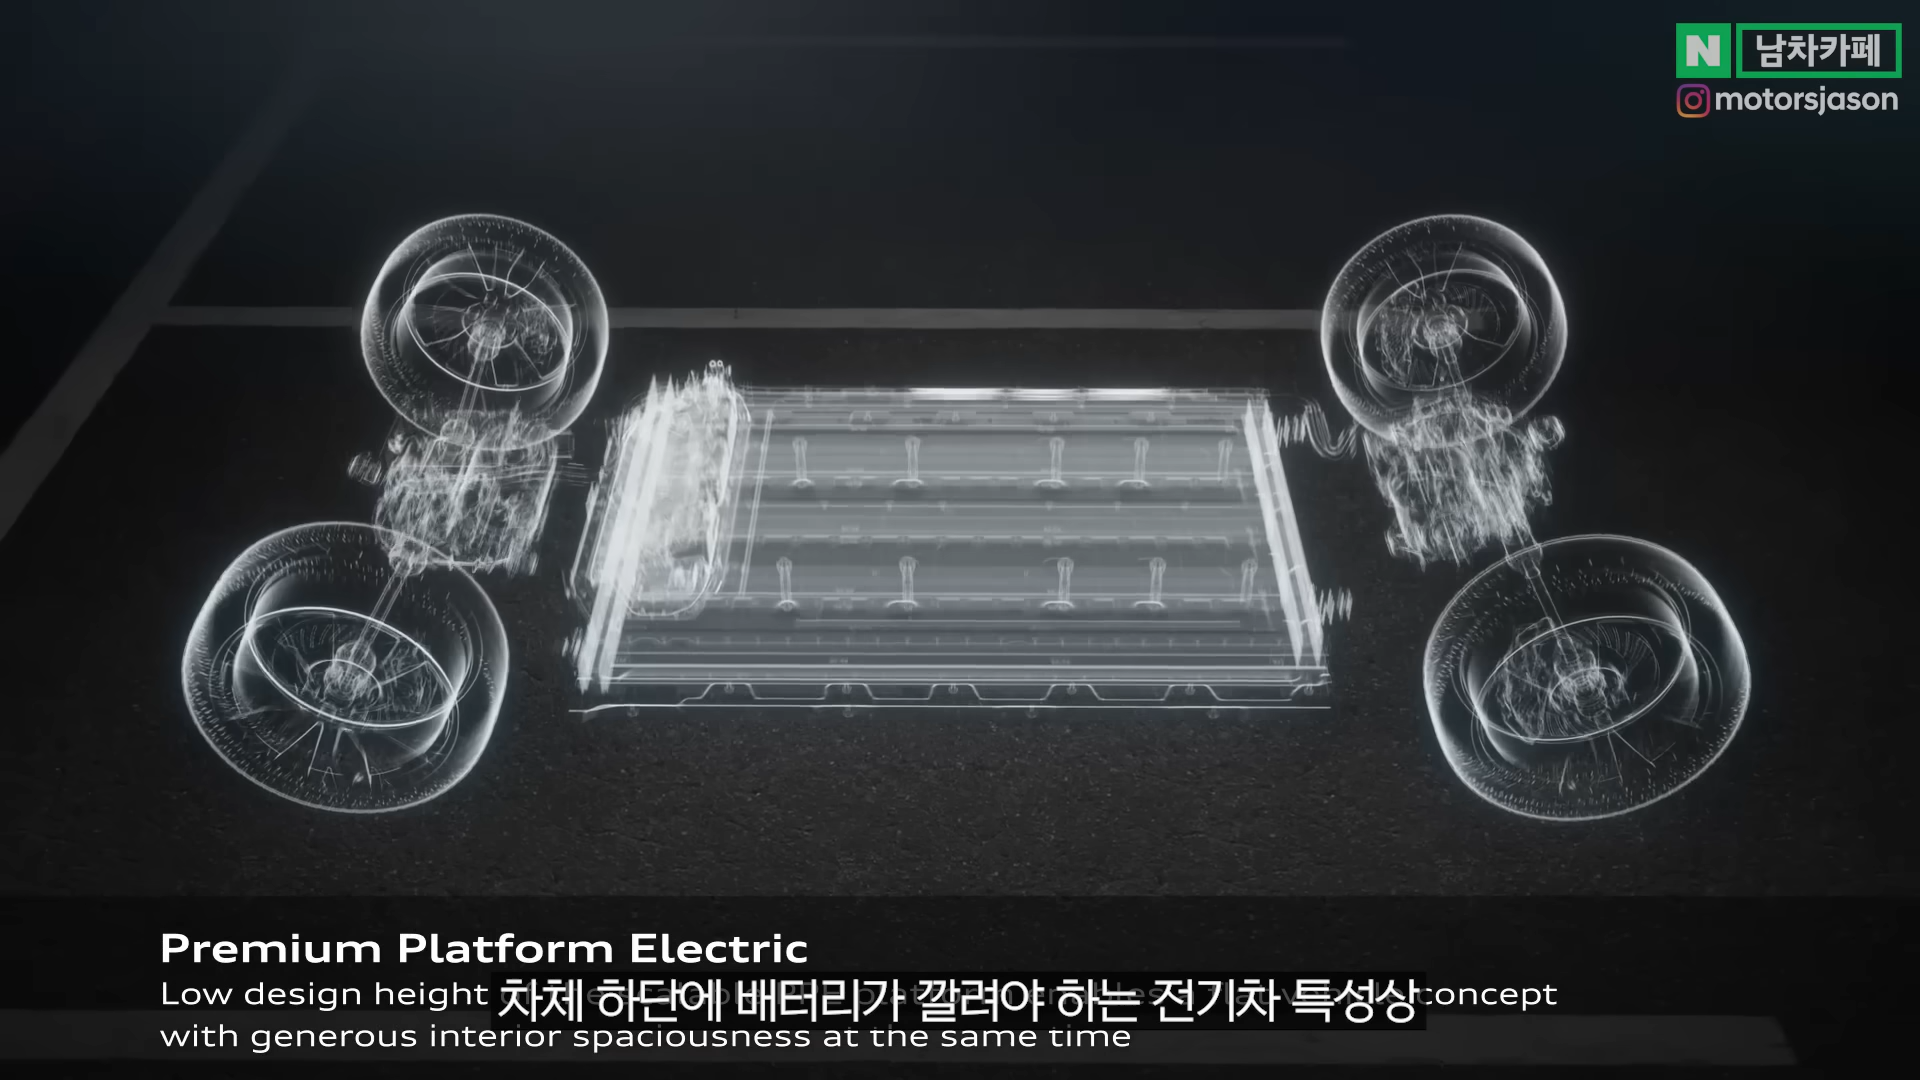 N 남차카페
motorsjason
Premium Platform Electric
Low design height
차체 하단에 배터리가 깔려야 하는 전기차 특성상
concept
with generous interior spaciousness at the same time